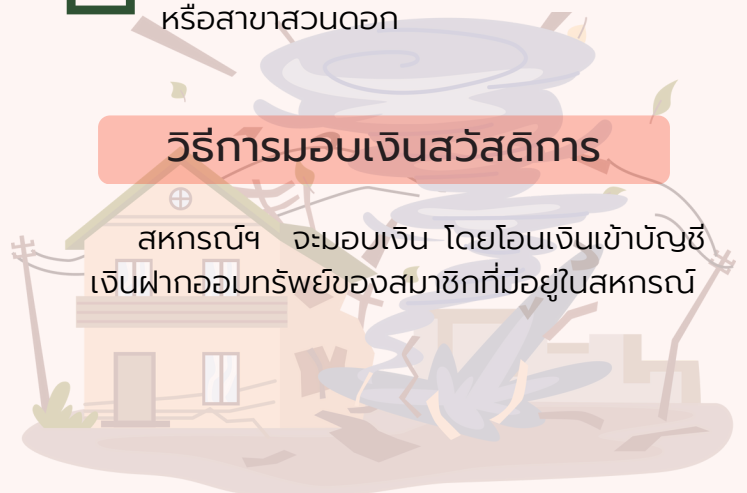 หรือสาขาสวนดอก
วิธีการมอบเงินสวัสดิการ
สหกรณ์ฯ จะมอบเงิน โดยโอนเงินเข้าบัญชี
เงินฝากออมทรัพย์ของสมาชิกที่มีอยู่ในสหกรณ์